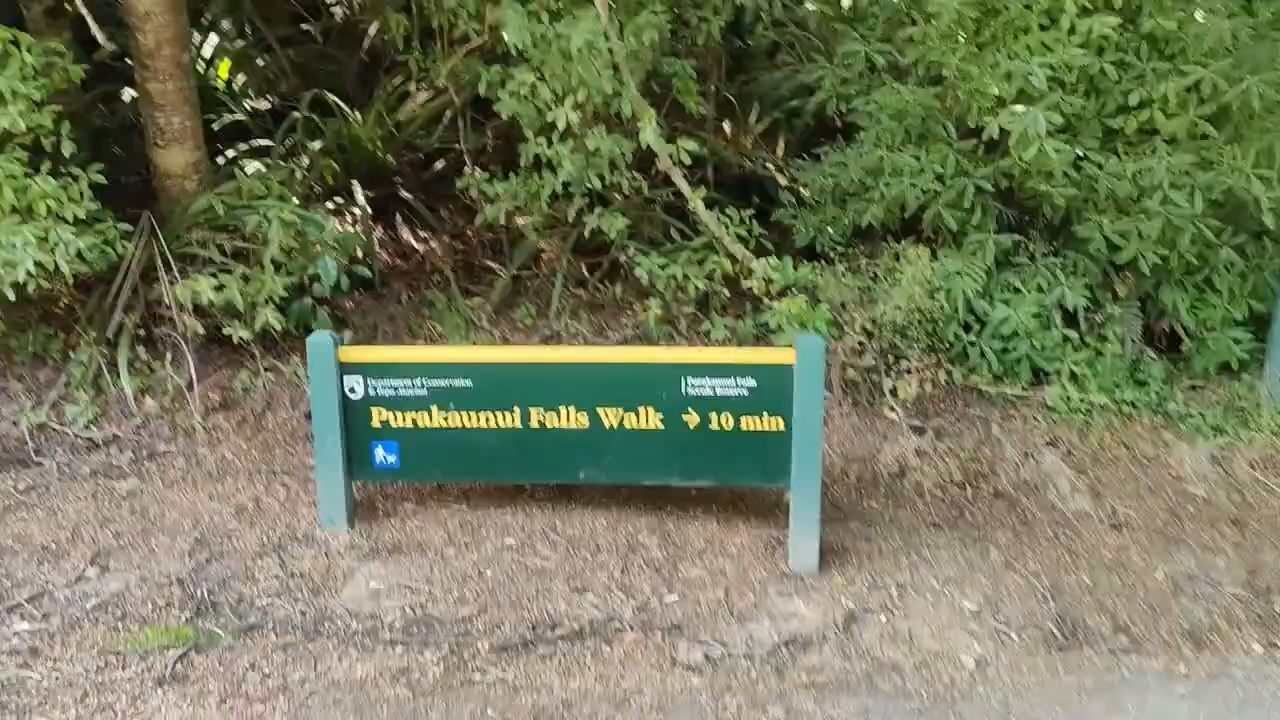 Department of Conservation
Te Papa Atawhai
Purakaunui Falls
Scenic Reserve
Purakaunui Falls Walk → 10 min